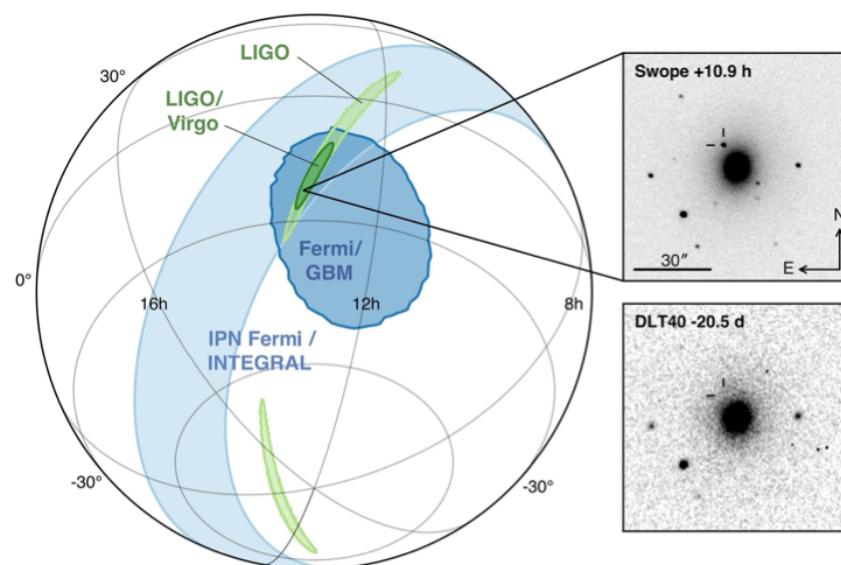 LIGO
LIGO/
Virgo
30°
0°
16h
12h
8h
Fermi/
GBM
IPN Fermi /
INTEGRAL
-30°
-30°
Swope +10.9 h
30"
N
E
DLT40 -20.5 d